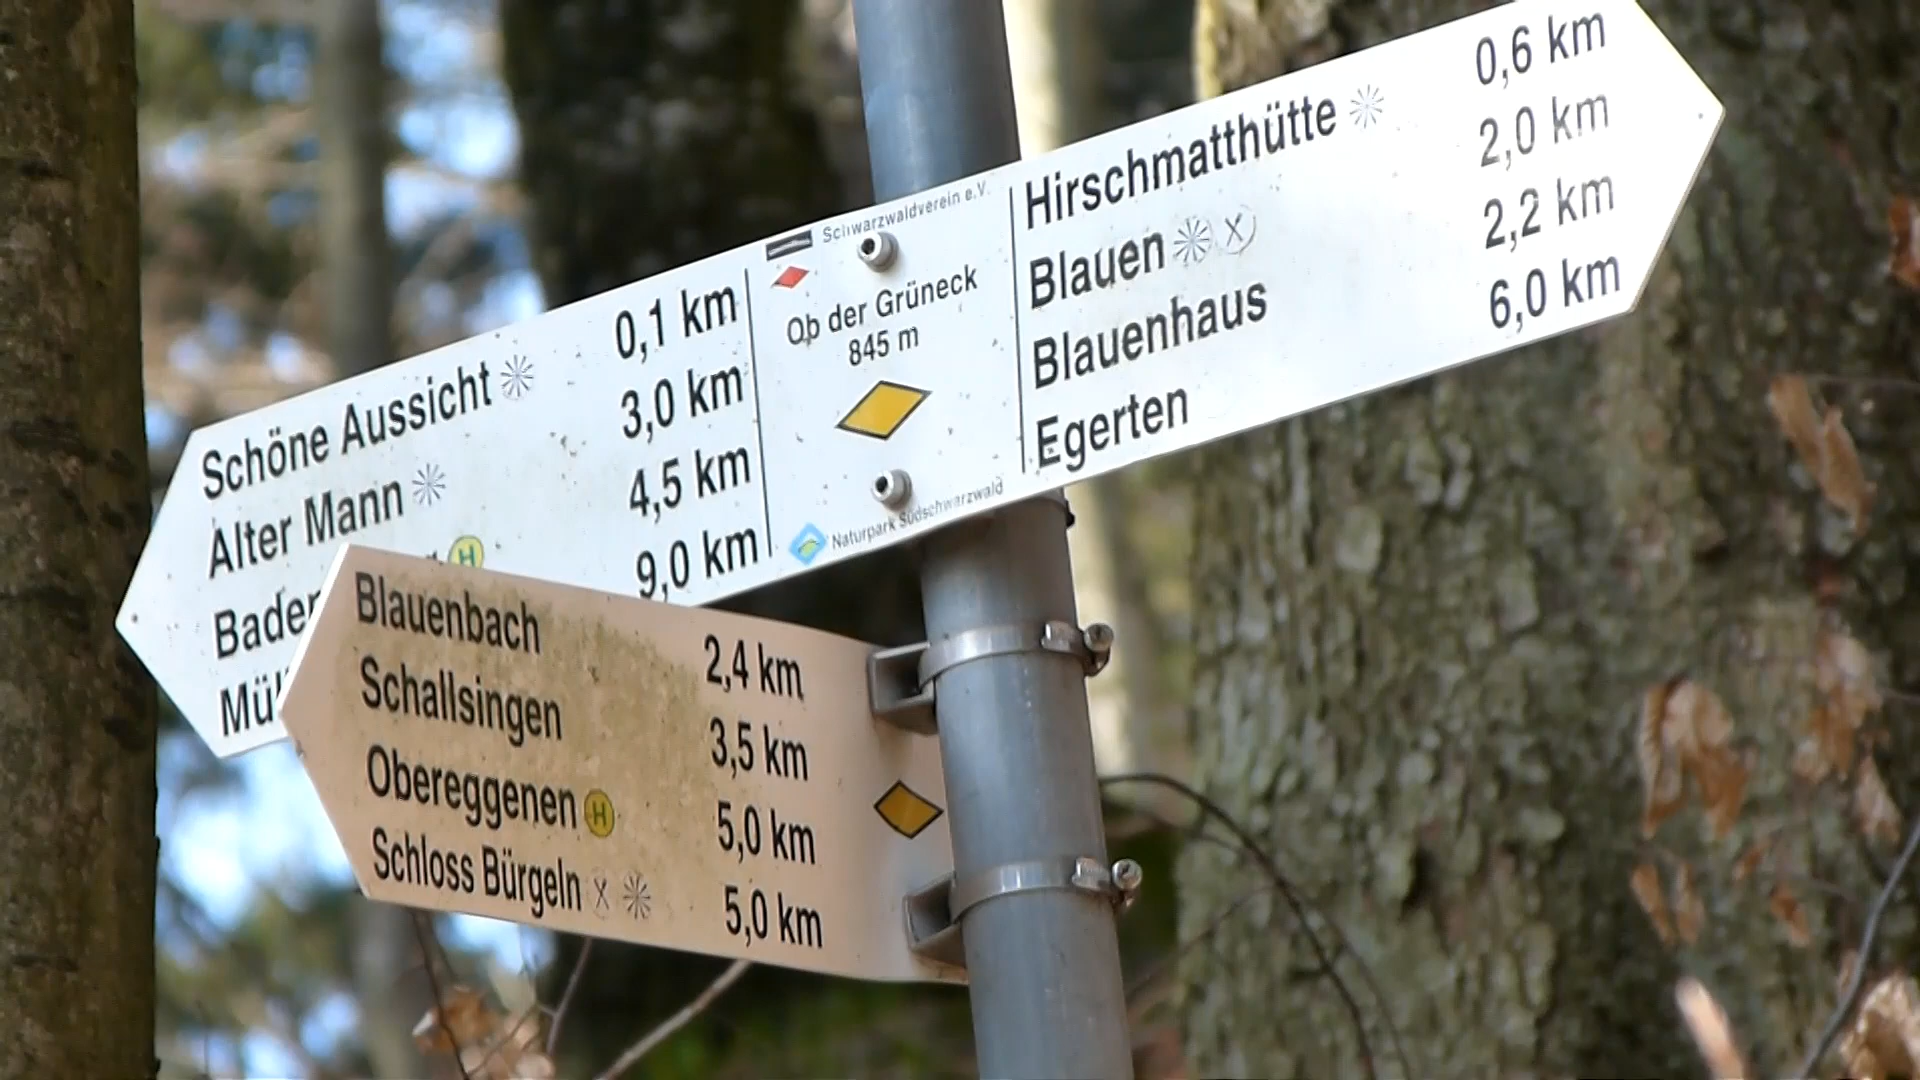 Schöne Aussicht 0,1 km
Alter Mann 3,0 km
4,5 km
9,0 km
Schwarzwaldverein e.V.
Ob der Grüneck
845 m
Naturpark Südschwarzwald
Hirschmatthütte 0,6 km
Blauen 2,0 km
Blauenhaus 2,2 km
Egerten 6,0 km
Blauenbach 2,4 km
Schallsingen 3,5 km
Obereggenen H 5,0 km
Schloss Bürgeln 5,0 km